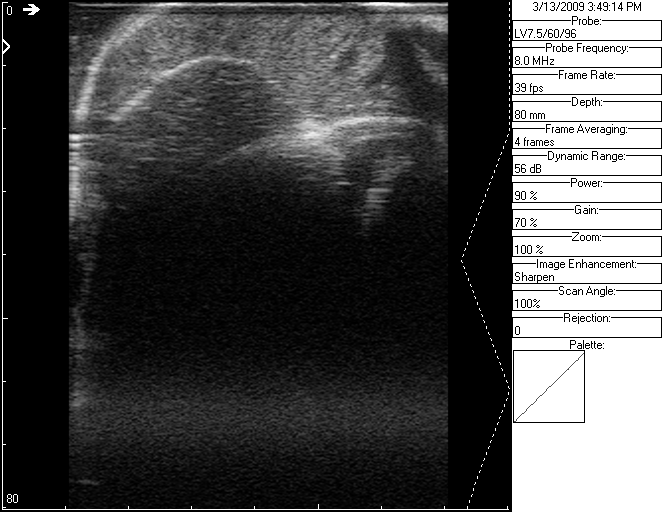 0
80
3/13/2009 3:49:14 PM
Probe:
LV7.5/60/96
Probe Frequency:
8.0 MHz
Frame Rate:
39 fps
Depth:
80 mm
Frame Averaging:
4 frames
Dynamic Range:
56 dB
Power:
90 %
Gain:
70 %
Zoom:
100 %
Image Enhancement:
Sharpen
Scan Angle:
100%
Rejection:
0
Palette: